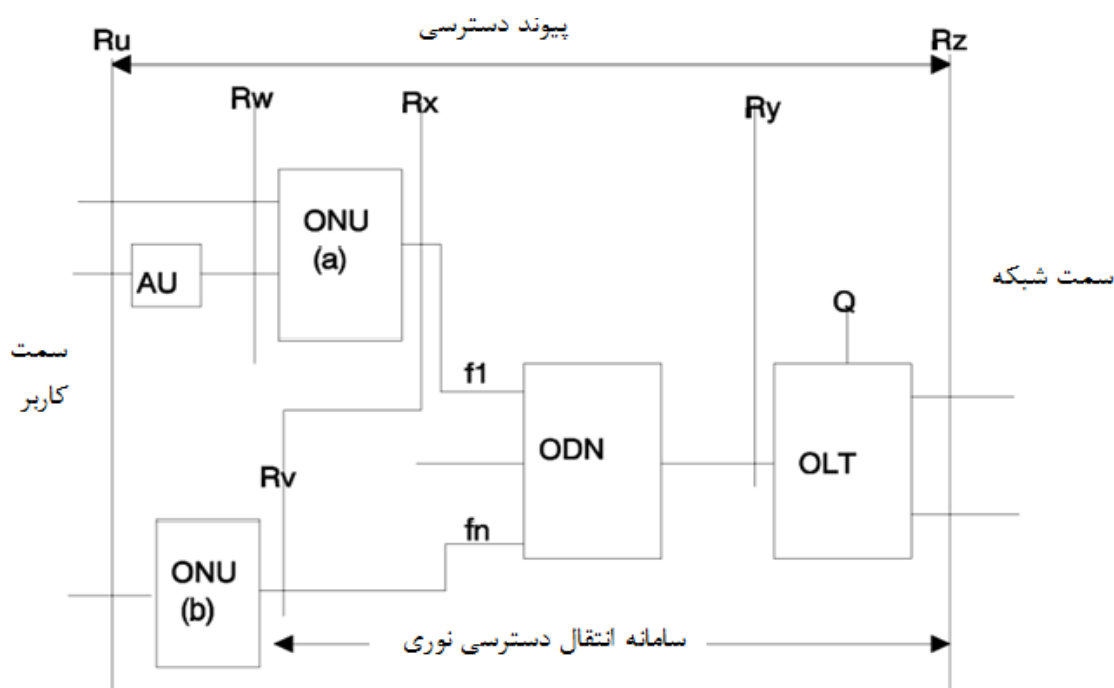 پیوند دسترسی
Ru
Rz
Rw
Rx
Ry
ONU
(a)
AU
سمت شبکه
Q
سمت
کاربر
f1
ODN
OLT
Rv
fn
ONU
(b)
سامانه انتقال دسترسی نوری